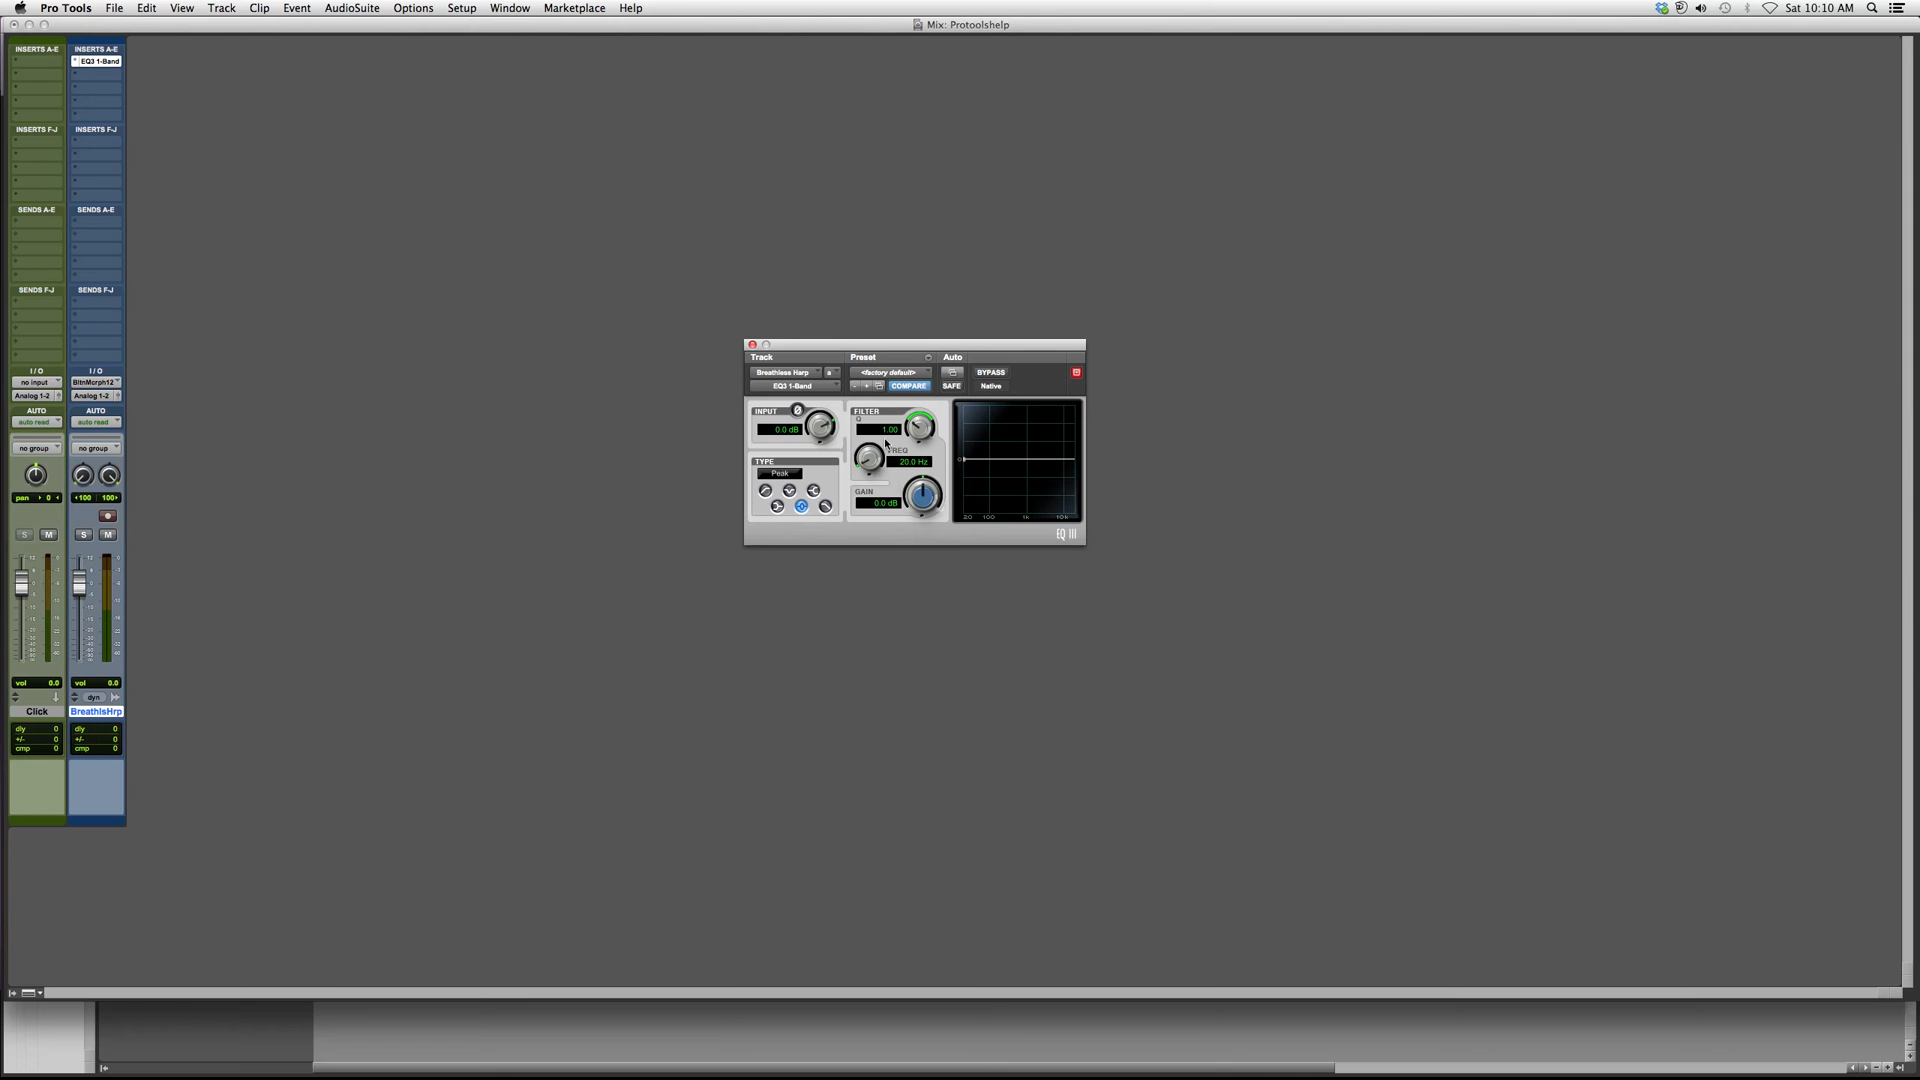 Pro Tools File Edit View Track Clip Event AudioSuite Options Setup Window Marketplace Help Sat 10:10 AM
Mix: Protoolshelp
INSERTS A-E INSERTS A-E
EQ3 1-Band
INSERTS F-J INSERTS F-J
SENDS A-E SENDS A-E
SENDS F-J SENDS F-J
I / O I / O
no input BltnMcrph12
Analog 1-2 Analog 1-2
AUTO AUTO
auto read auto read
no group no group
pan 0 100 100
S M S M
vol 0.0 vol 0.0
dyn
Click BreathlsHrp
dly 0 dly 0
+/- 0 +/- 0
cmp 0 cmp 0
Track Preset Auto
Breathless Harp a <factory default> BYPASS
EQ3 1-Band - + COMPARE SAFE Native
INPUT FILTER
Q
0.0 dB 1.00
FREQ
TYPE 20.0 Hz
Peak
GAIN
0.0 dB
20 100 1k 10k
EQ III